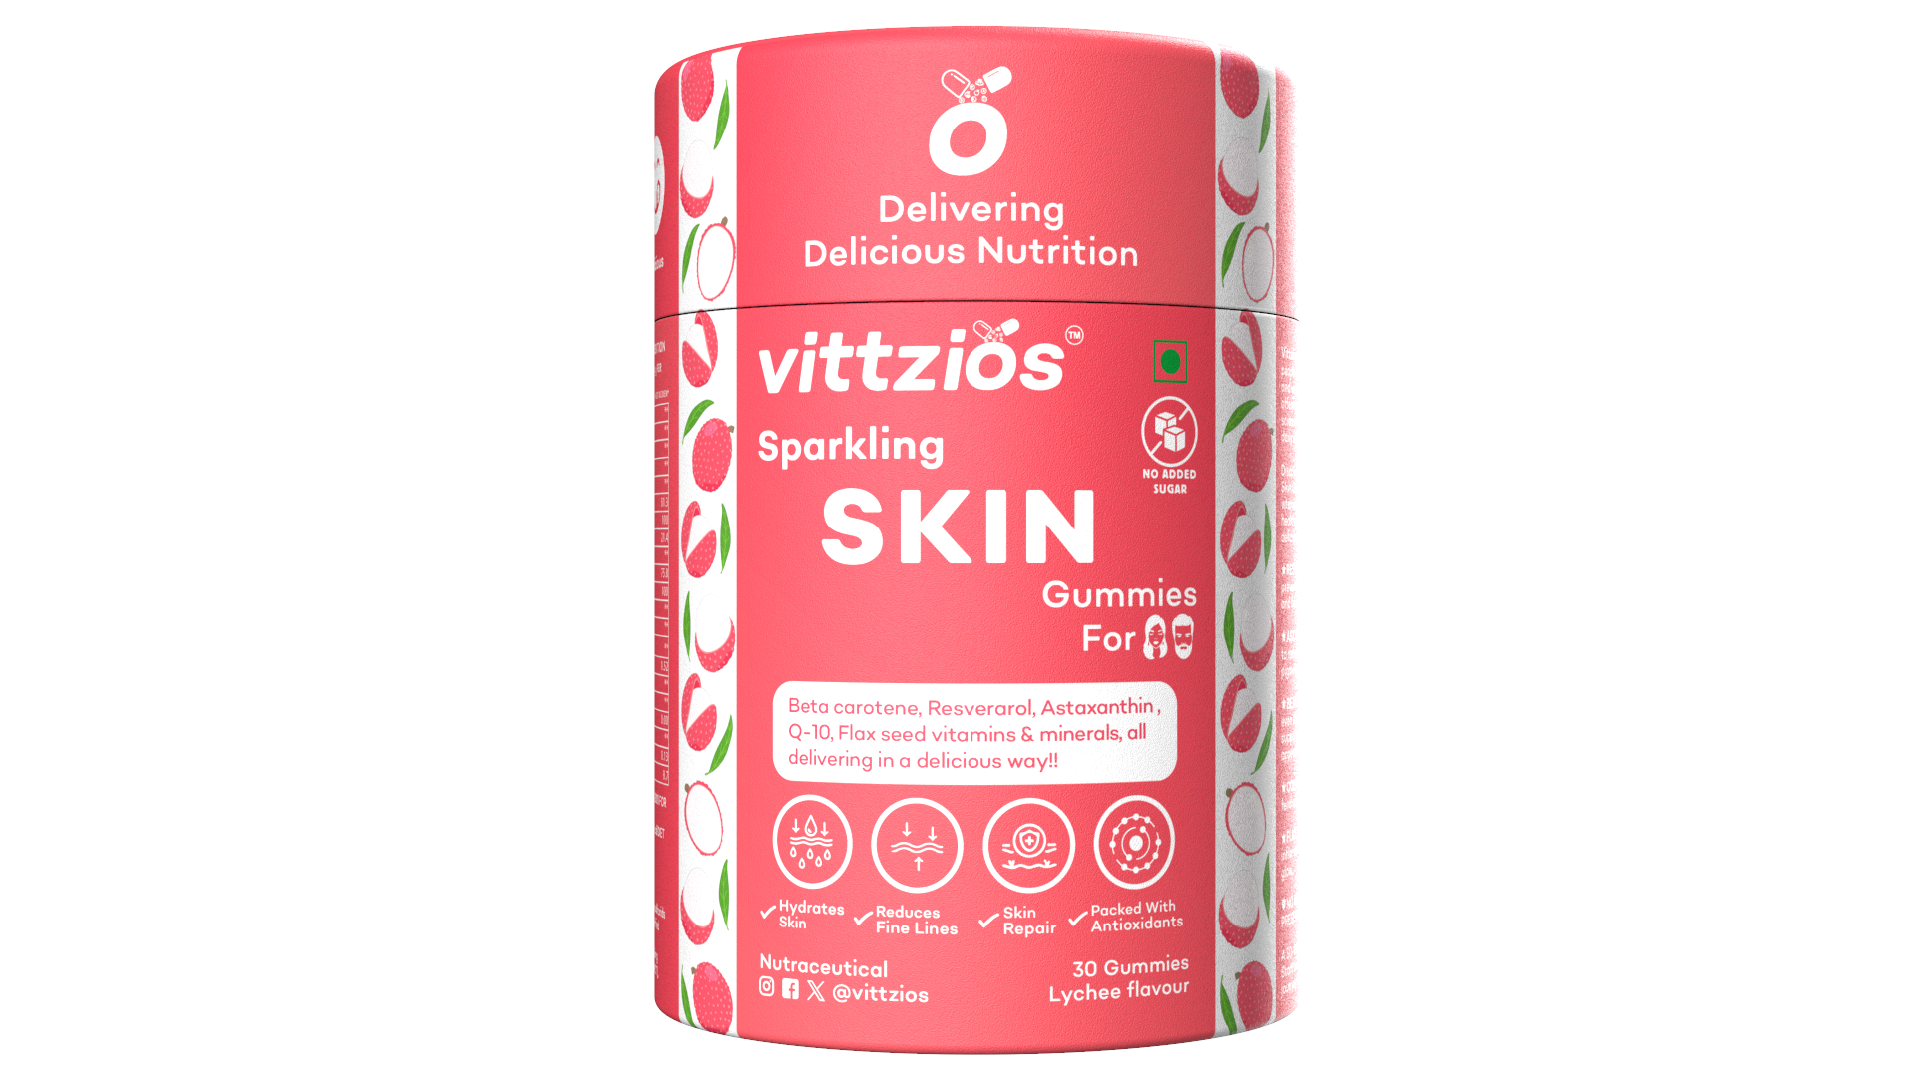 Delivering
Delicious Nutrition
vittzios TM
Sparkling
NO ADDED
SUGAR
SKIN
Gummies
For
Beta carotene, Resverarol, Astaxanthin,
Q-10, Flax seed vitamins & minerals, all
delivering in a delicious way!!
Hydrates
Skin
Reduces
Fine Lines
Skin
Repair
Packed With
Antioxidants
Nutraceutical
@vittzios
30 Gummies
Lychee flavour